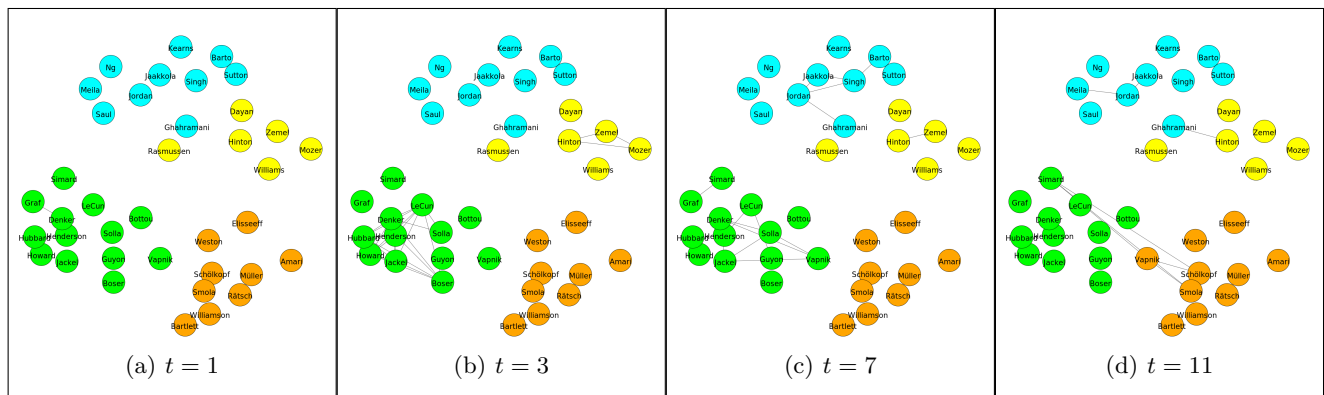 Kearns
Barto
Ng
Jaakkola
Singh
Sutton
Meila
Jordan
Saul
Dayan
Ghahramani
Zemel
Hinton
Rasmussen
Mozer
Williams
Simard
Graf
LeCun
Bottou
Denker
Elisseeff
Hubbard
Henderson
Solla
Weston
Howard
Jackel
Guyon
Vapnik
Amari
Schölkopf
Müller
Boser
Smola
Rätsch
Williamson
Bartlett
(a) t = 1
Kearns
Barto
Ng
Jaakkola
Singh
Sutton
Meila
Jordan
Saul
Dayan
Ghahramani
Zemel
Hinton
Rasmussen
Mozer
Williams
Simard
Graf
LeCun
Bottou
Denker
Elisseeff
Hubbard
Henderson
Solla
Weston
Howard
Jackel
Guyon
Vapnik
Amari
Schölkopf
Müller
Boser
Smola
Rätsch
Williamson
Bartlett
(b) t = 3
Kearns
Barto
Ng
Jaakkola
Singh
Sutton
Meila
Jordan
Saul
Dayan
Ghahramani
Zemel
Hinton
Rasmussen
Mozer
Williams
Simard
Graf
LeCun
Bottou
Denker
Elisseeff
Hubbard
Henderson
Solla
Weston
Howard
Jackel
Guyon
Vapnik
Amari
Schölkopf
Müller
Boser
Smola
Rätsch
Williamson
Bartlett
(c) t = 7
Kearns
Barto
Ng
Jaakkola
Singh
Sutton
Meila
Jordan
Saul
Dayan
Ghahramani
Zemel
Hinton
Rasmussen
Mozer
Williams
Simard
Graf
LeCun
Bottou
Denker
Elisseeff
Hubbard
Henderson
Solla
Weston
Howard
Jackel
Guyon
Vapnik
Amari
Schölkopf
Müller
Boser
Smola
Rätsch
Williamson
Bartlett
(d) t = 11